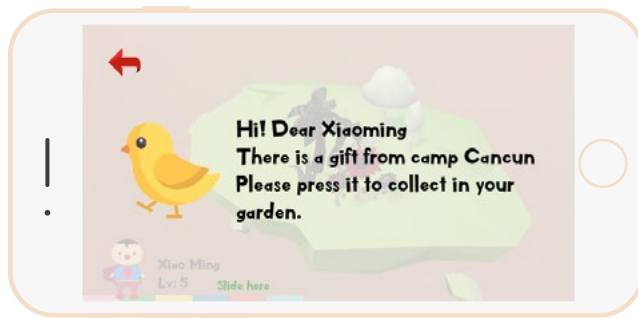 Hi! Dear Xiaoming
There is a gift from camp Cancun
Please press it to collect in your
garden.
Xiao Ming
Lv: 5
Slide here